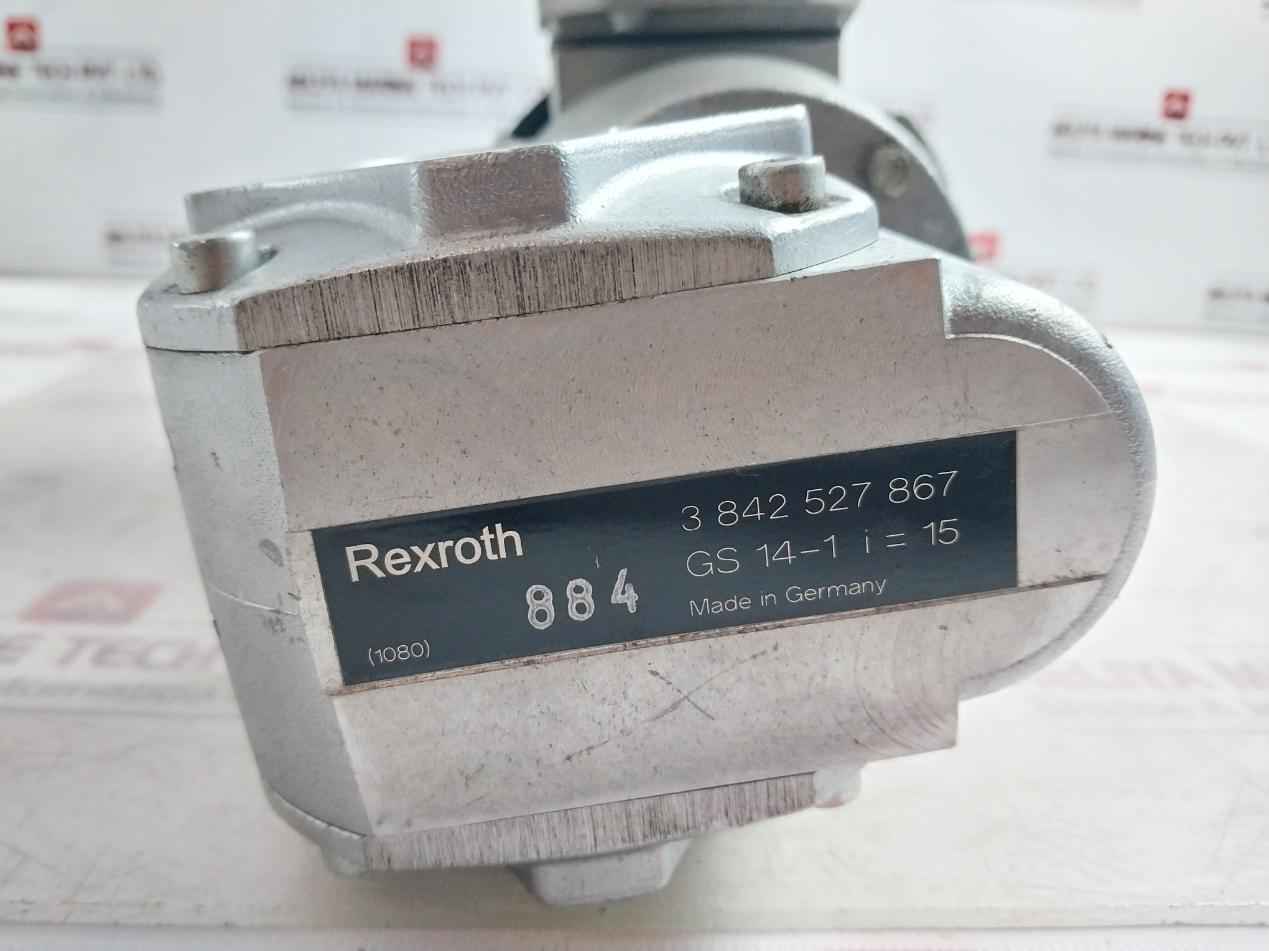 Rexroth
884
(1080)
3 842 527 867
GS 14-1 i = 15
Made in Germany